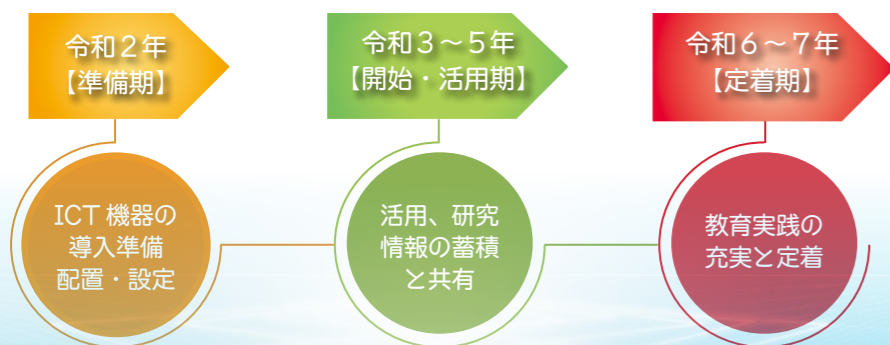 令和２年
【準備期】
ICT 機器の
導入準備
配置・設定
令和３～５年
【開始・活用期】
活用、研究
情報の蓄積
と共有
令和６～７年
【定着期】
教育実践の
充実と定着